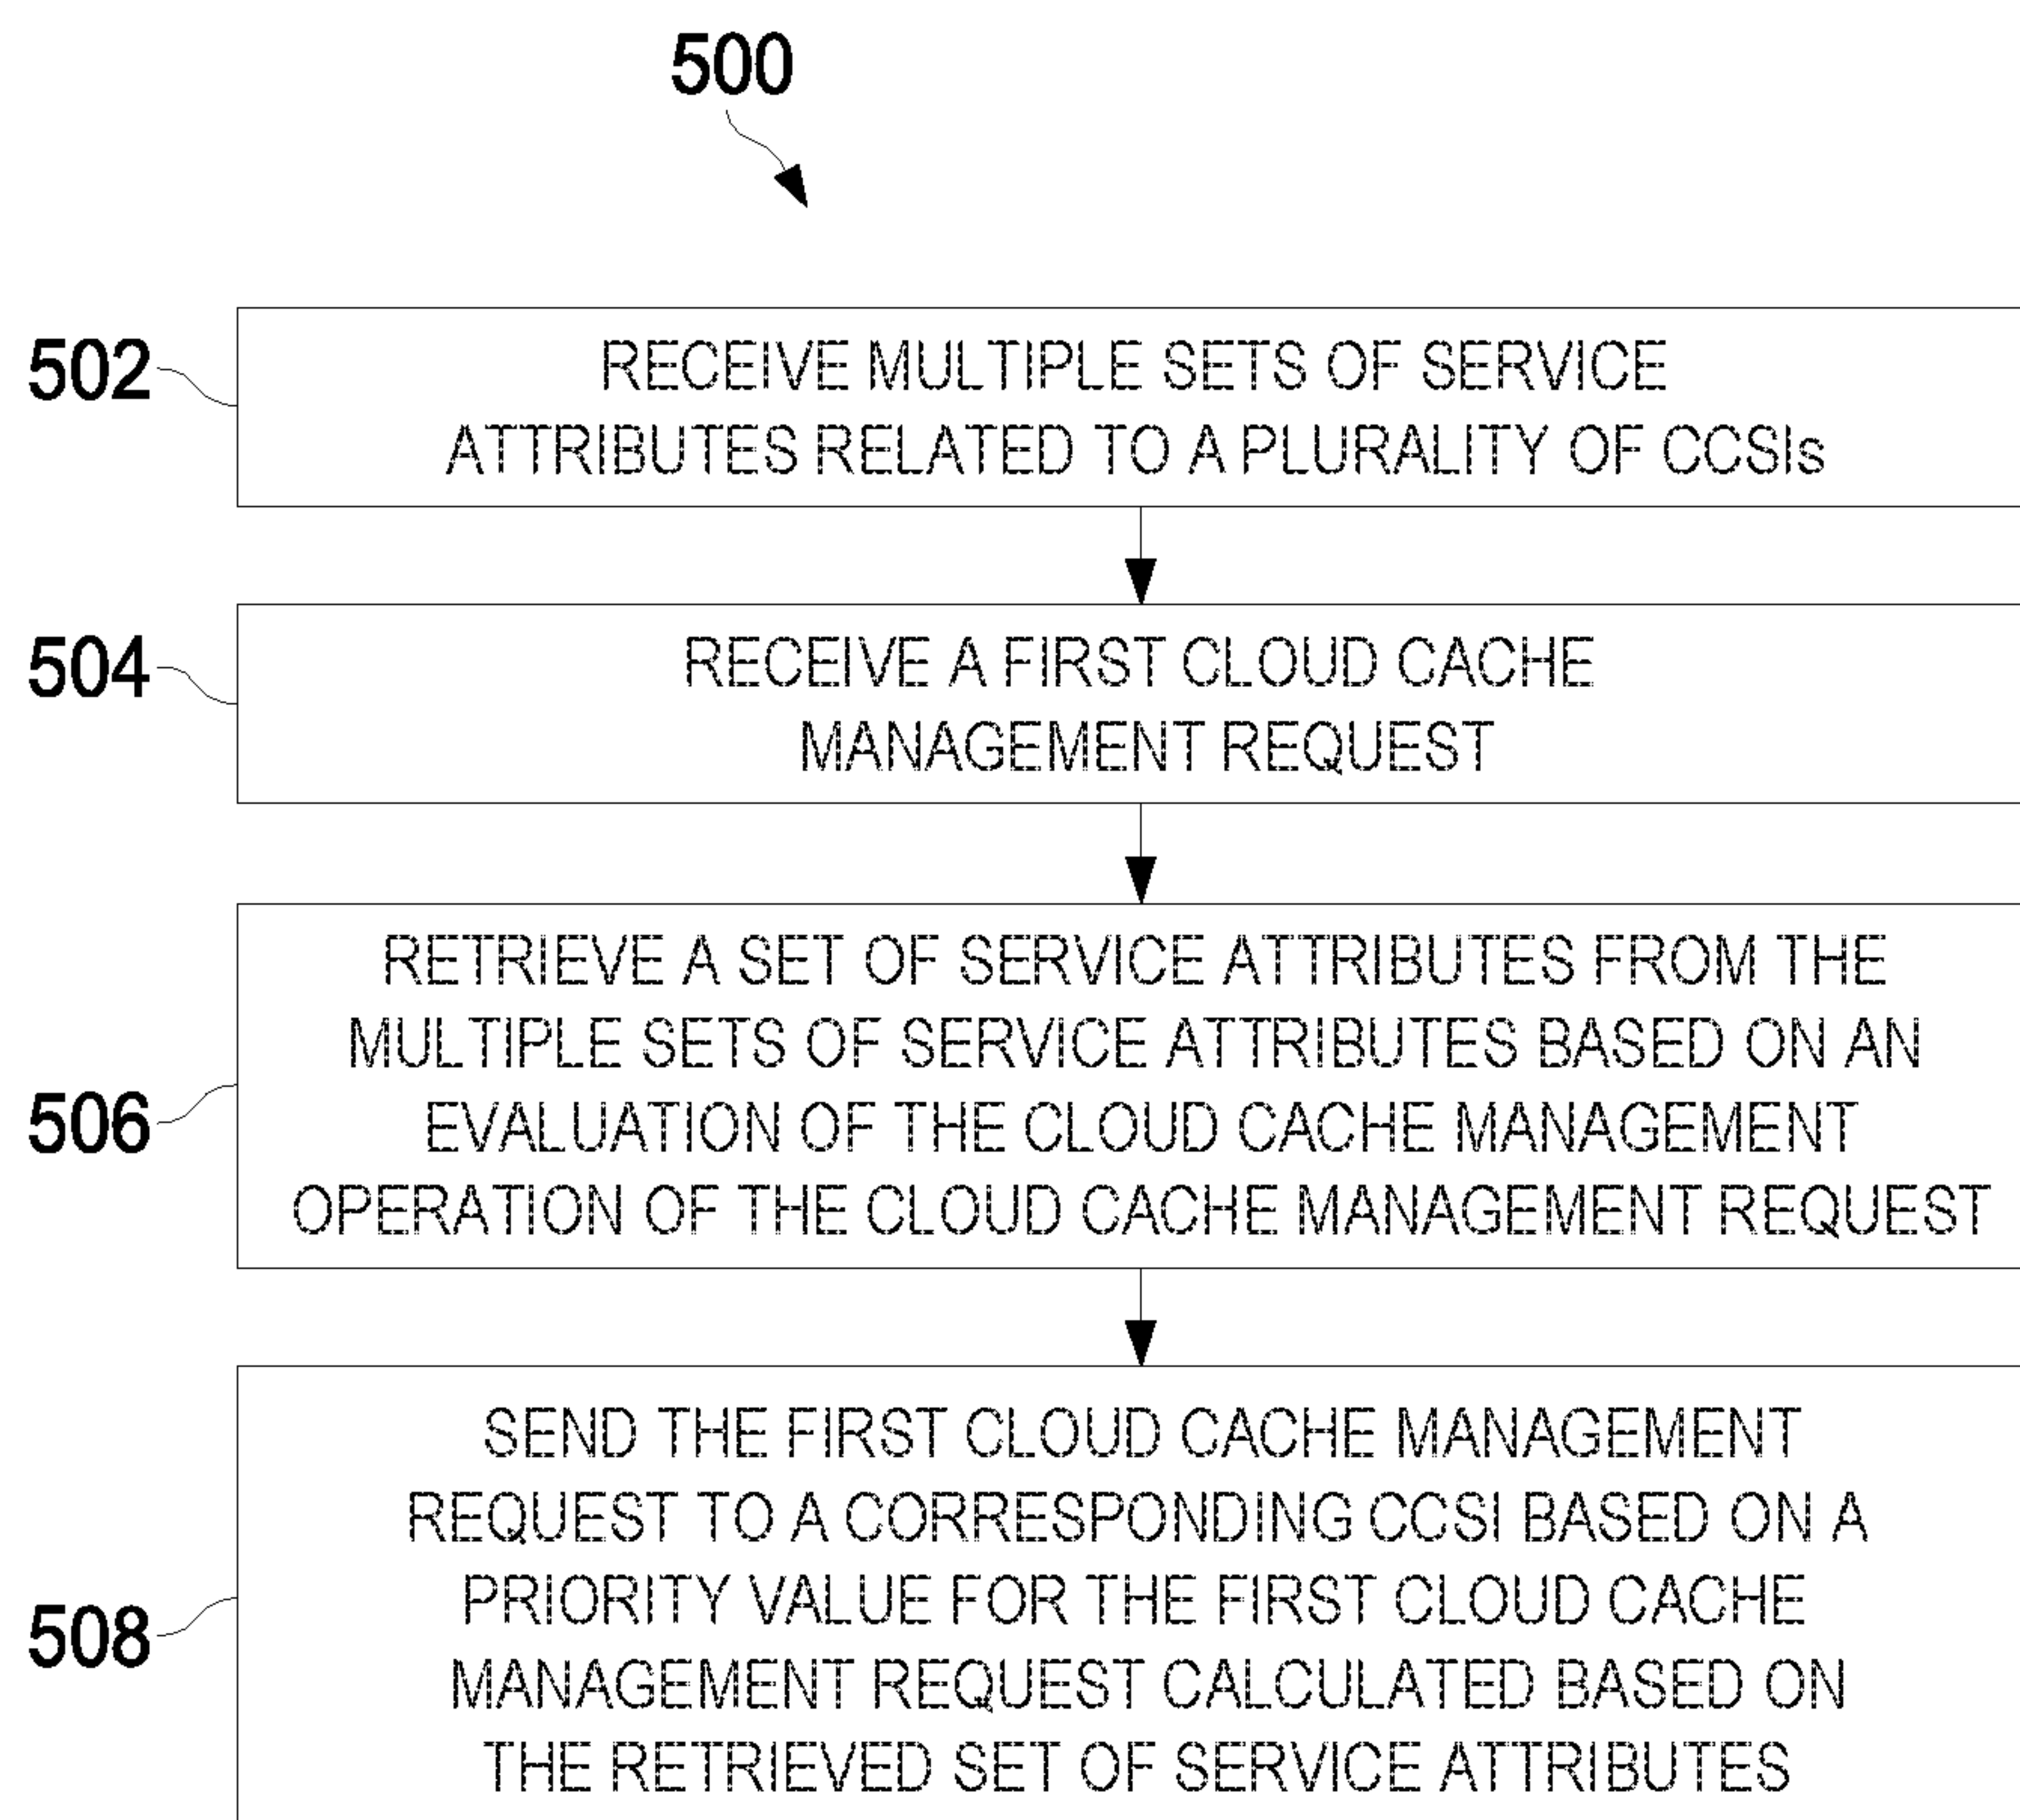 500
502
RECEIVE MULTIPLE SETS OF SERVICE
ATTRIBUTES RELATED TO A PLURALITY OF CCSIs
504
RECEIVE A FIRST CLOUD CACHE
MANAGEMENT REQUEST
506
RETRIEVE A SET OF SERVICE ATTRIBUTES FROM THE
MULTIPLE SETS OF SERVICE ATTRIBUTES BASED ON AN
EVALUATION OF THE CLOUD CACHE MANAGEMENT
OPERATION OF THE CLOUD CACHE MANAGEMENT REQUEST
508
SEND THE FIRST CLOUD CACHE MANAGEMENT
REQUEST TO A CORRESPONDING CCSI BASED ON A
PRIORITY VALUE FOR THE FIRST CLOUD CACHE
MANAGEMENT REQUEST CALCULATED BASED ON
THE RETRIEVED SET OF SERVICE ATTRIBUTES